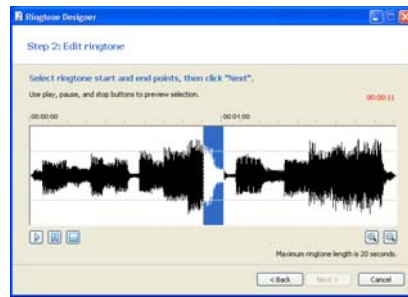 Ringtone Designer
Step 2: Edit ringtone
Select ringtone start and end points, then click "Next".
Use play, pause, and stop buttons to preview selection.
00:00:11
00:00:00 00:01:00
Maximum ringtone length is 20 seconds.
< Back Next > Cancel